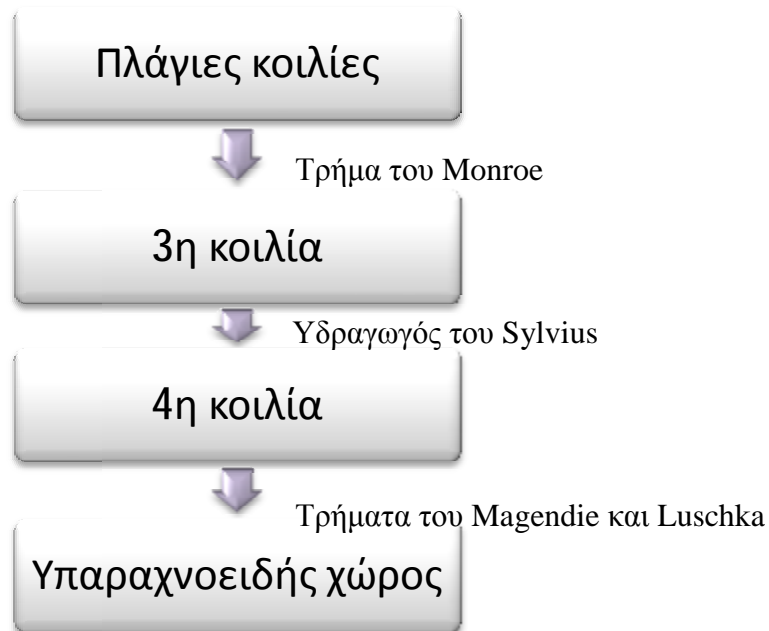 Πλάγιες κοιλίες
Τρήμα του Monroe
3η κοιλία
Υδραγωγός του Sylvius
4η κοιλία
Τρήματα του Magendie και Luschka
Υπαραχνοειδής χώρος